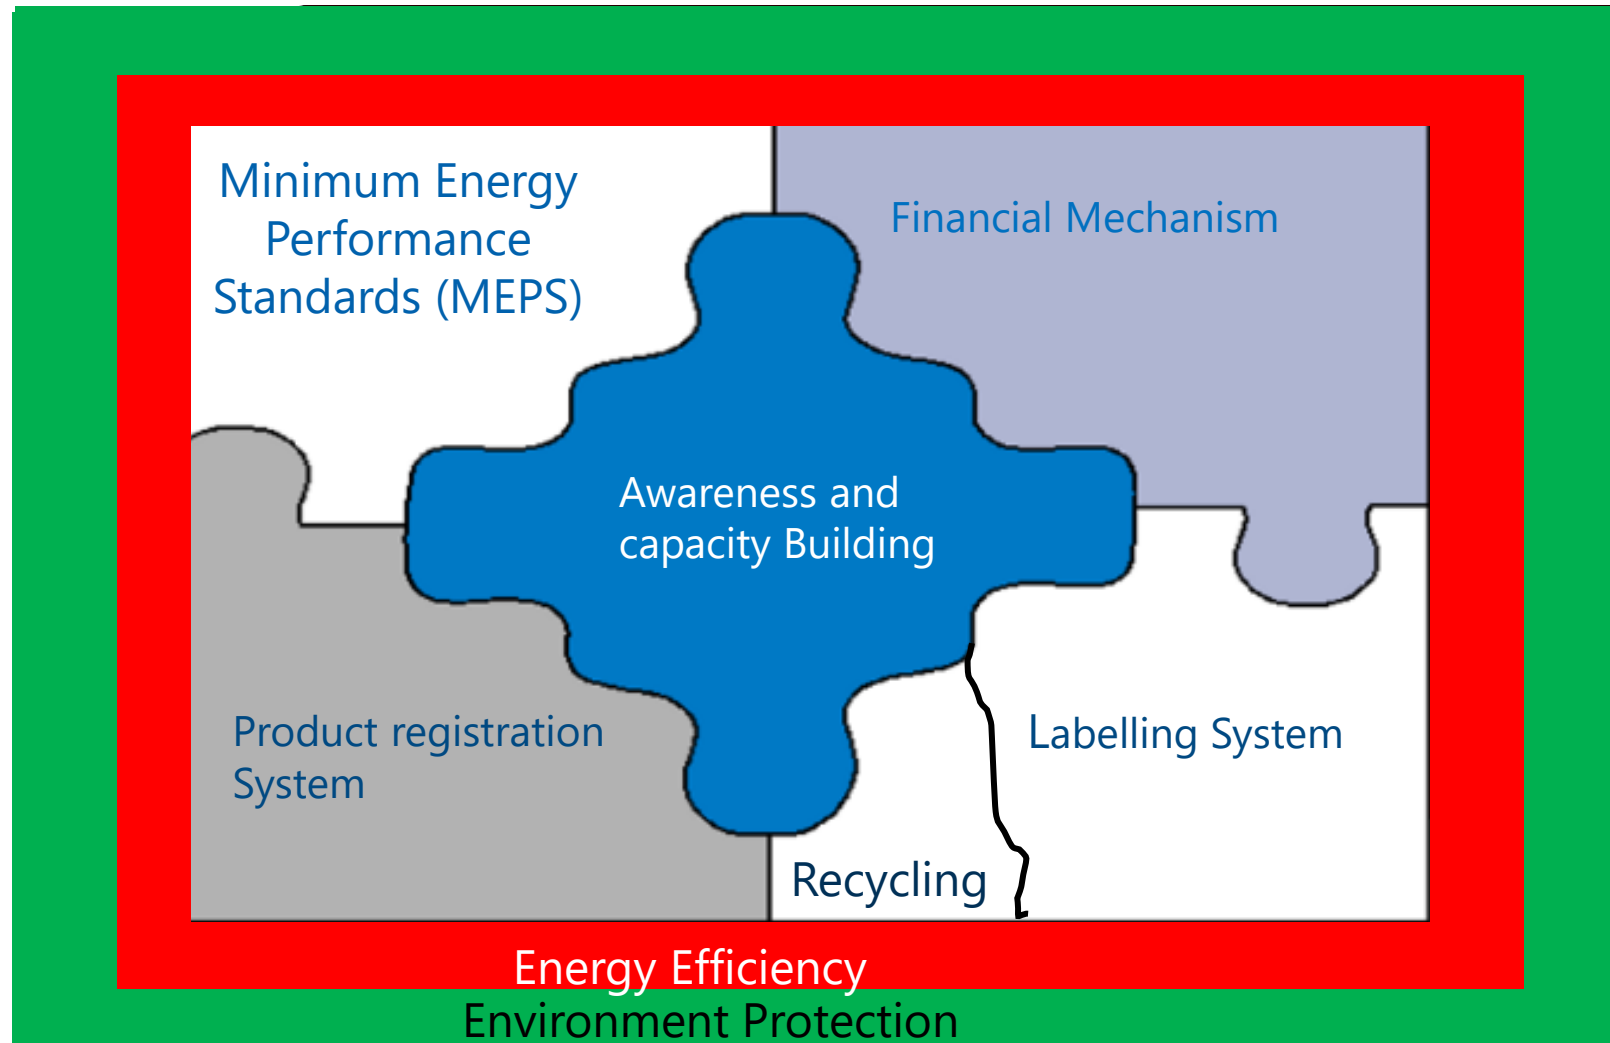 Minimum Energy
Performance
Standards (MEPS)
Financial Mechanism
Awareness and
capacity Building
Product registration
System
Labelling System
Recycling
Energy Efficiency
Environment Protection